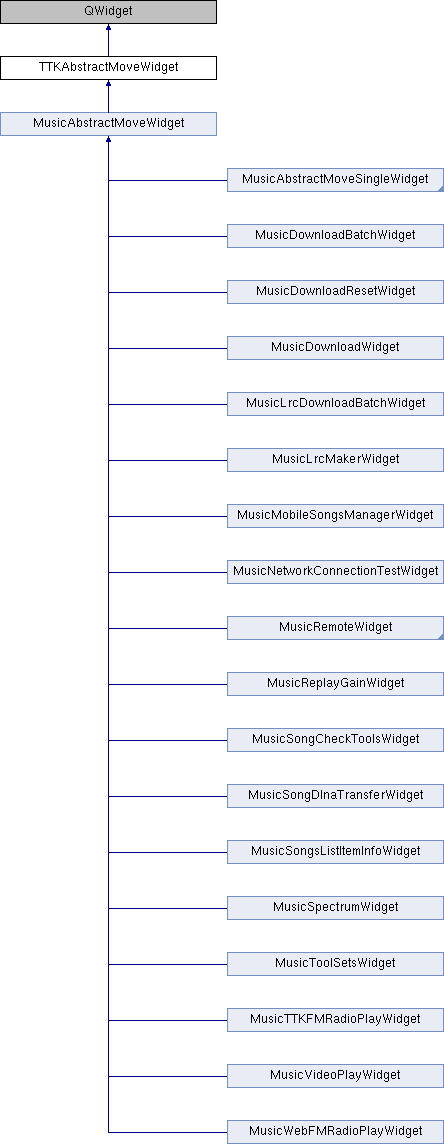 QWidget
TTKAbstractMoveWidget
MusicAbstractMoveWidget
MusicAbstractMoveSingleWidget
MusicDownloadBatchWidget
MusicDownloadResetWidget
MusicDownloadWidget
MusicLrcDownloadBatchWidget
MusicLrcMakerWidget
MusicMobileSongsManagerWidget
MusicNetworkConnectionTestWidget
MusicRemoteWidget
MusicReplayGainWidget
MusicSongCheckToolsWidget
MusicSongDlnaTransferWidget
MusicSongsListItemInfoWidget
MusicSpectrumWidget
MusicToolSetsWidget
MusicTTKFMRadioPlayWidget
MusicVideoPlayWidget
MusicWebFMRadioPlayWidget